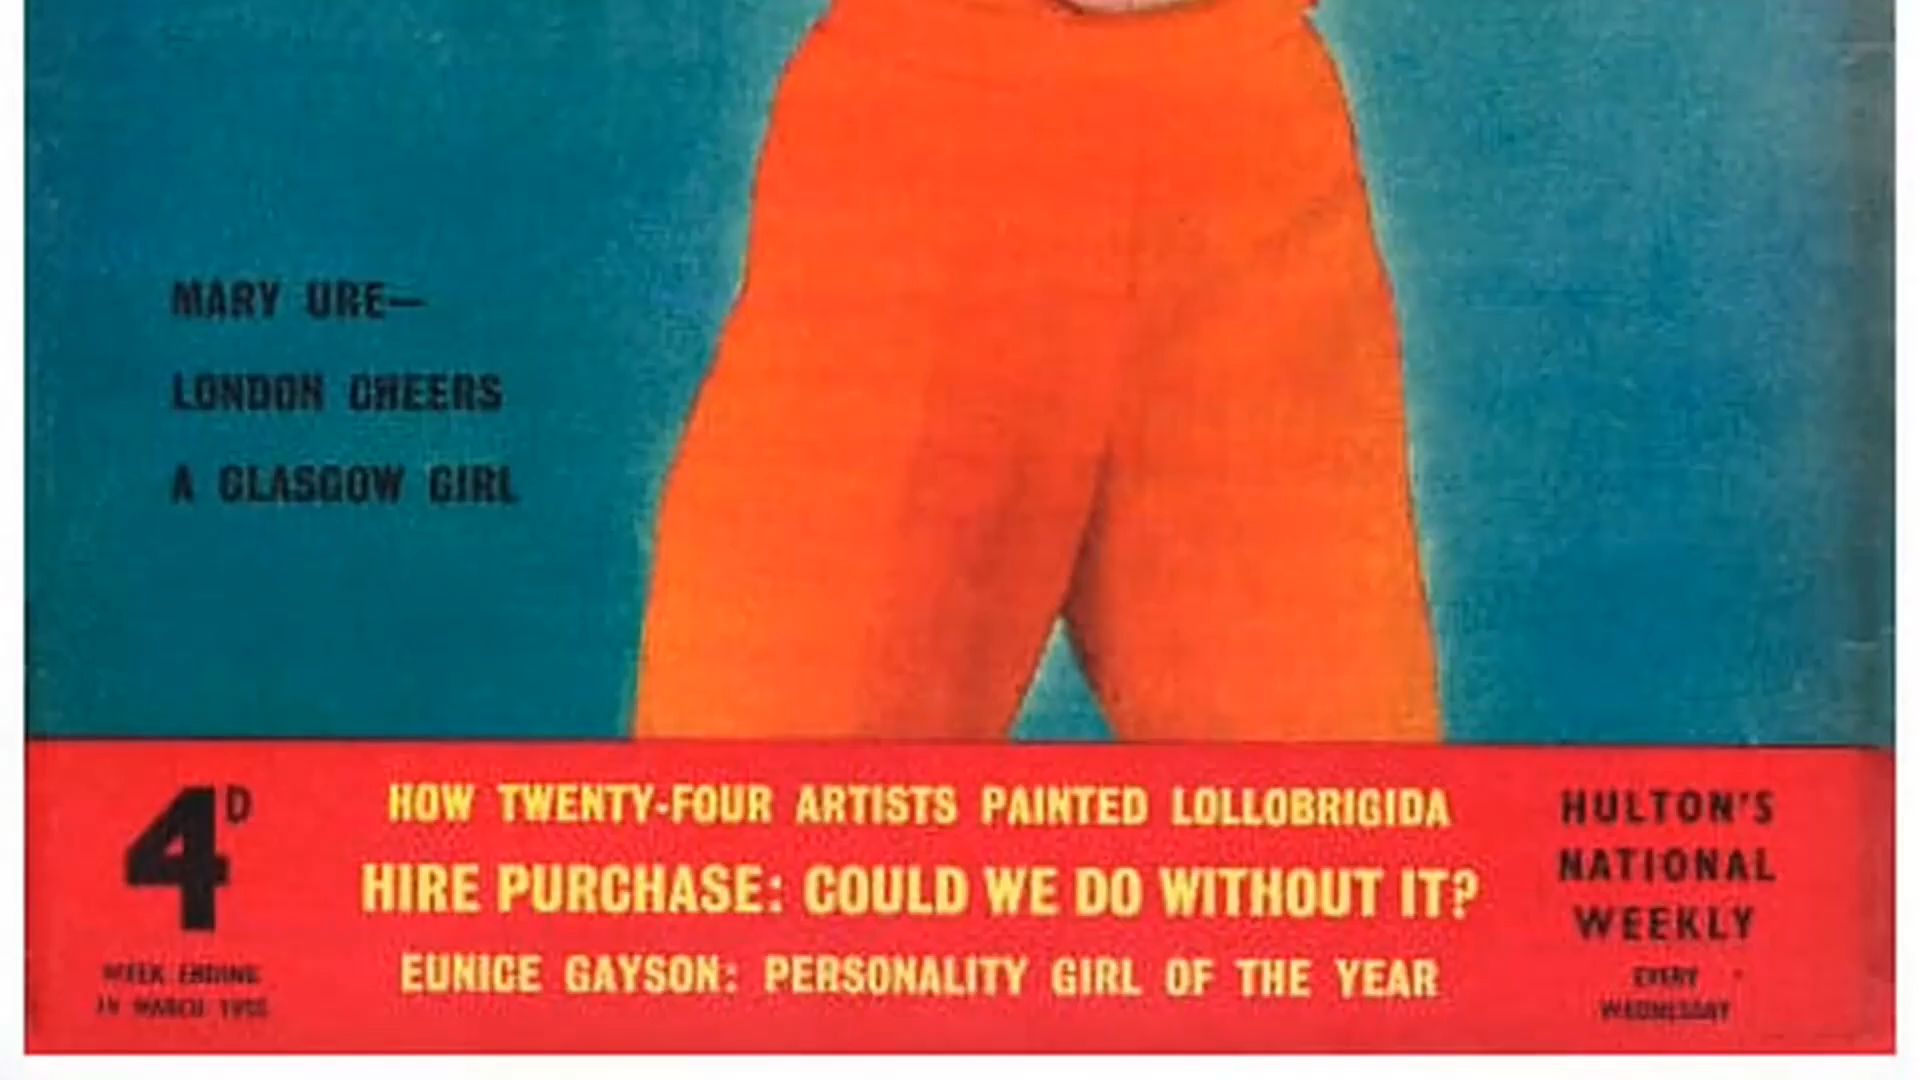 MARY URE—
LONDON CHEERS
A GLASGOW GIRL
4D
WEEK ENDING
MARCH
HOW TWENTY-FOUR ARTISTS PAINTED LOLLOBRIGIDA
HIRE PURCHASE: COULD WE DO WITHOUT IT?
EUNICE GAYSON: PERSONALITY GIRL OF THE YEAR
HULTON'S
NATIONAL
WEEKLY
EVERY
WEDNESDAY